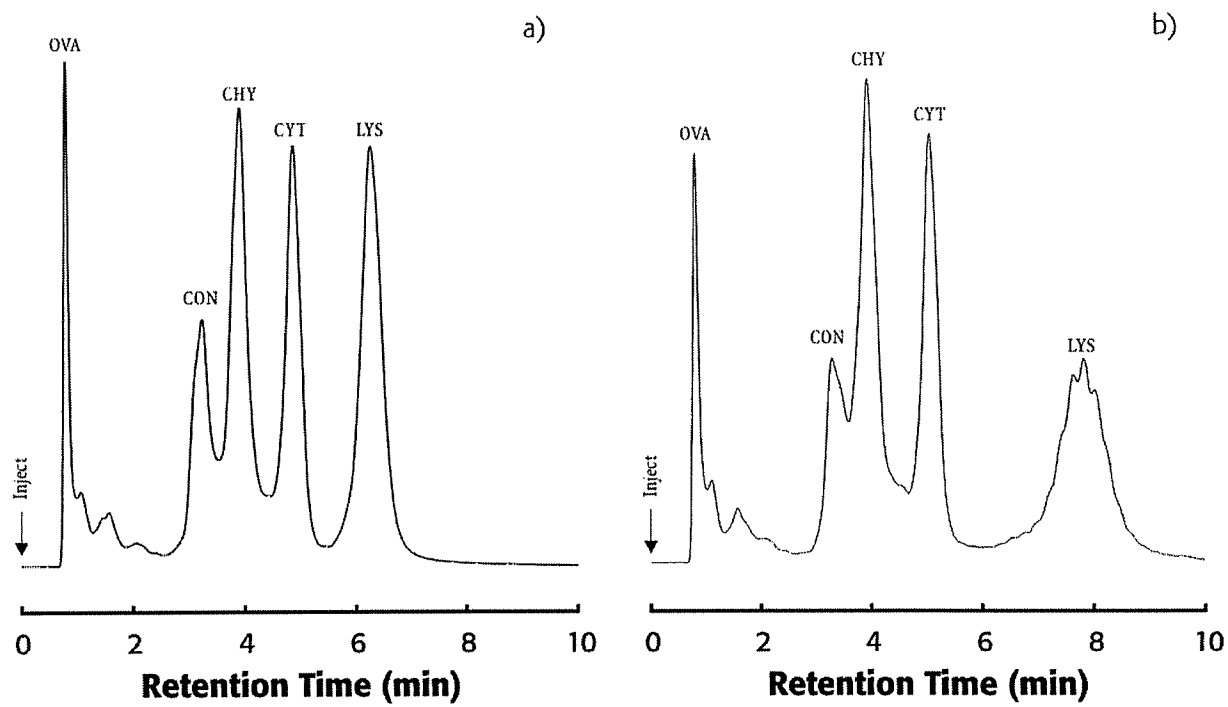 a)
OVA
CHY
CYT
LYS
CON
Inject
0 2 4 6 8 10
Retention Time (min)
b)
CHY
CYT
OVA
CON
LYS
Inject
0 2 4 6 8 10
Retention Time (min)